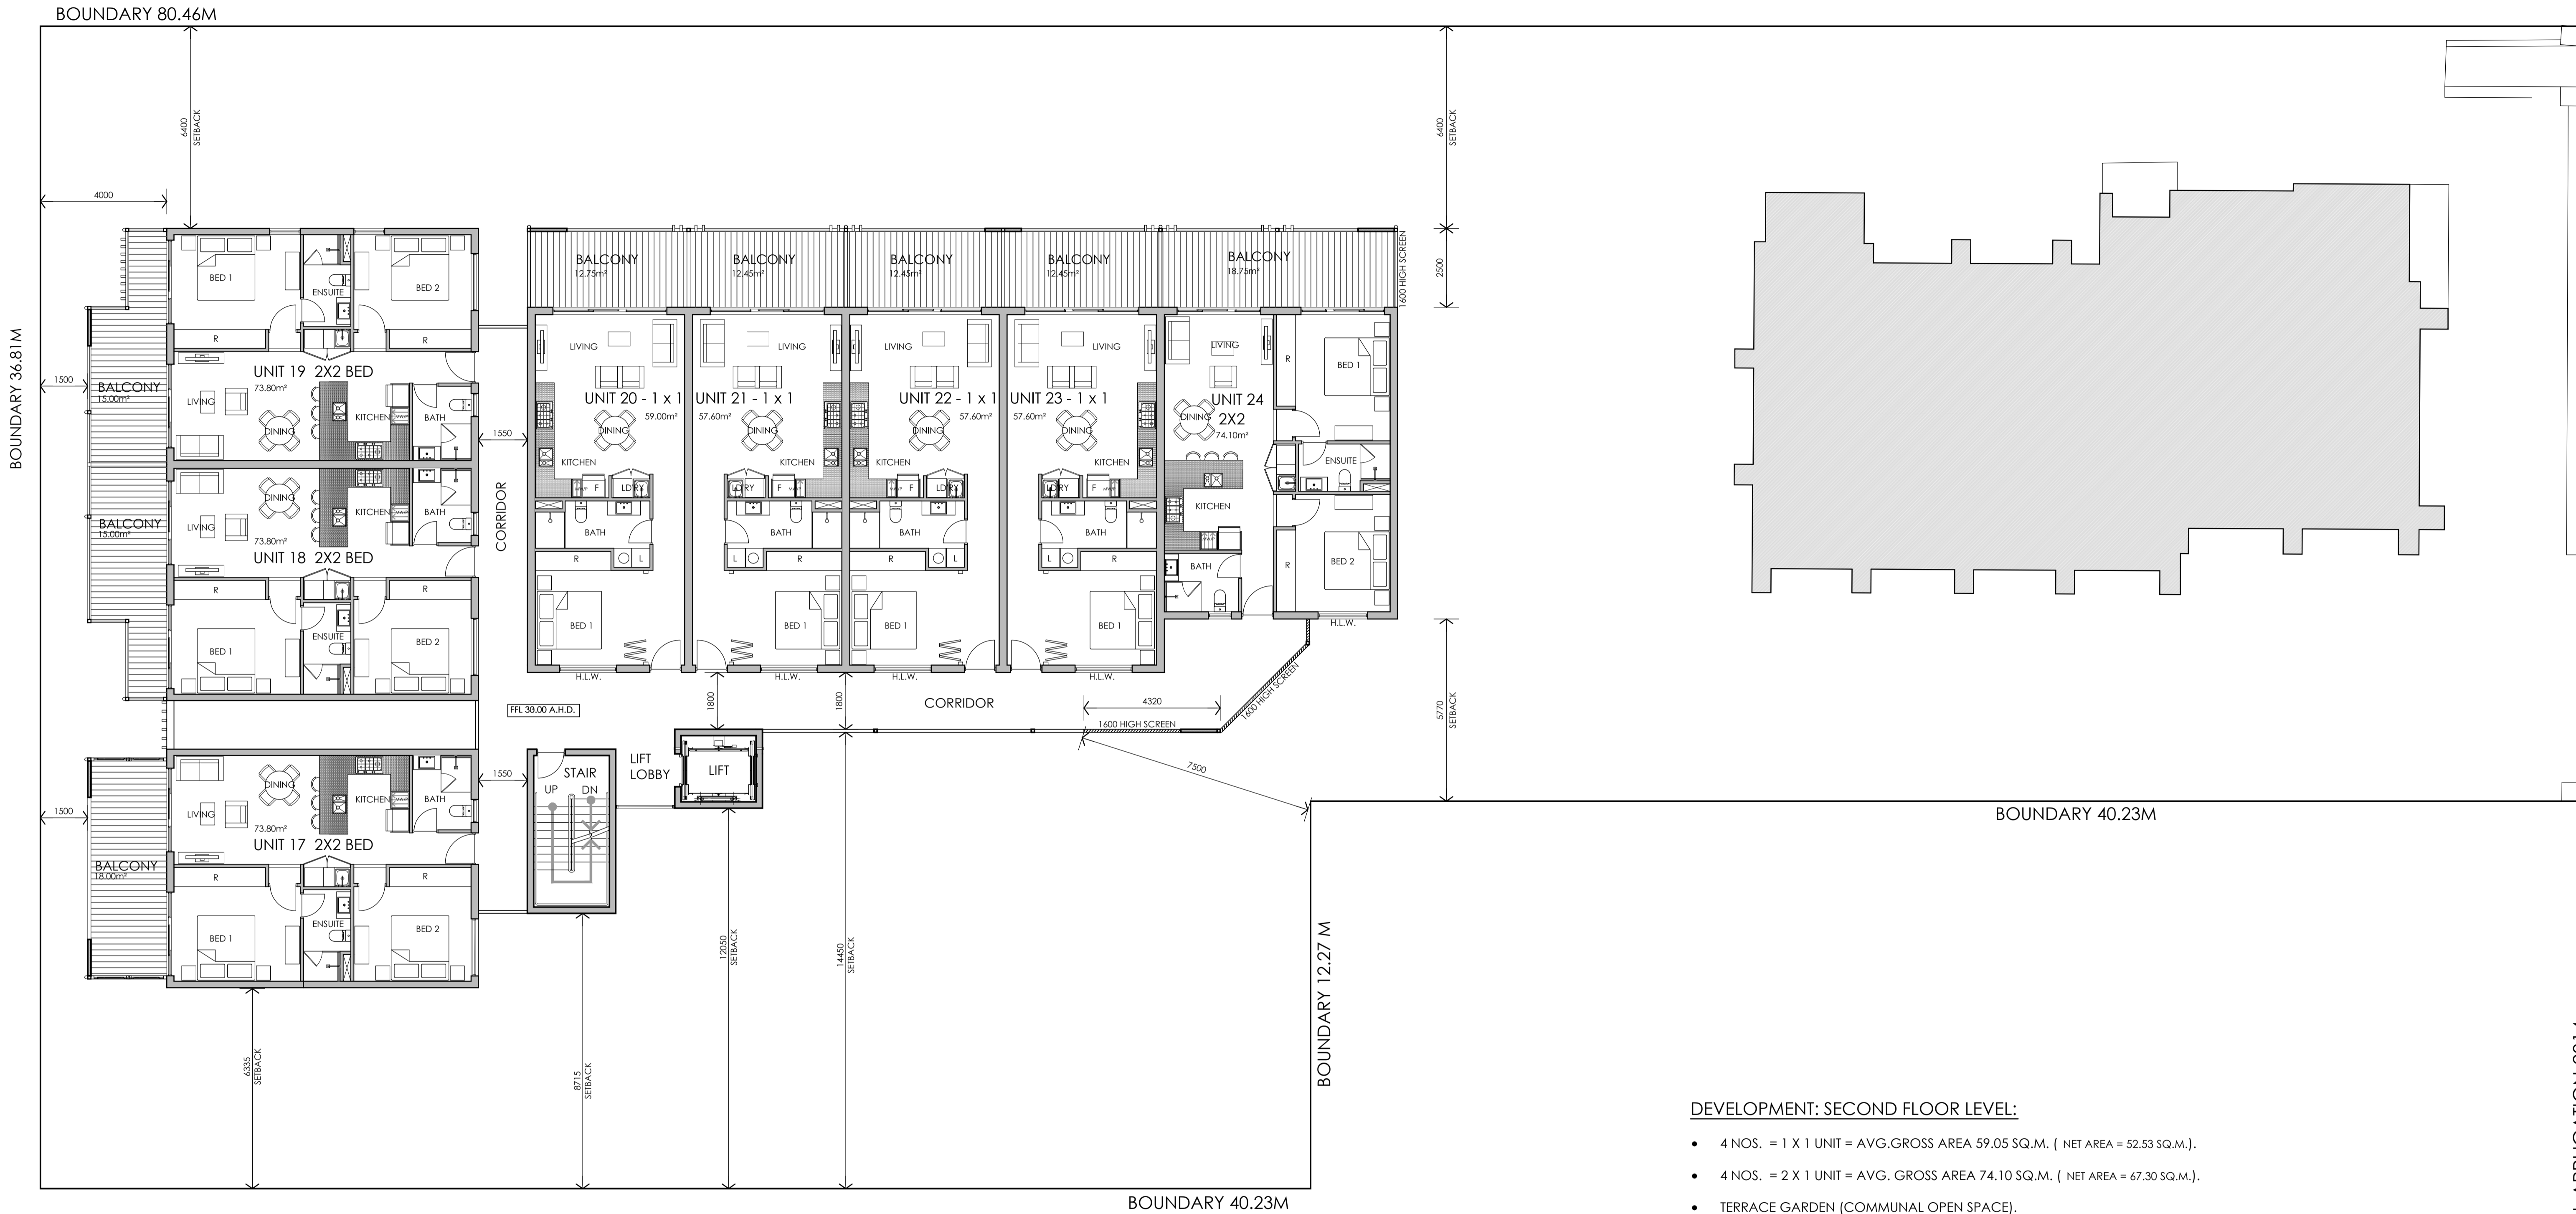 BOUNDARY 80.46M
6400
SETBACK
6400
SETBACK
4000
BOUNDARY 36.81M
1500
BALCONY
15.00m²
BED 1
ENSUITE
BED 2
R
R
UNIT 19 2X2 BED
73.80m²
LIVING
DINING
KITCHEN
BATH
1550
CORRIDOR
BALCONY
15.00m²
DINING
LIVING
KITCHEN
BATH
73.80m²
UNIT 18 2X2 BED
R
R
BED 1
ENSUITE
BED 2
BALCONY
12.75m²
BALCONY
12.45m²
BALCONY
12.45m²
BALCONY
12.45m²
BALCONY
18.75m²
1600 HIGH SCREEN
2500
LIVING
UNIT 20 - 1 x 1
59.00m²
DINING
KITCHEN
F
LDRY
BATH
R
L
BED 1
H.L.W.
LIVING
UNIT 21 - 1 x 1
57.60m²
DINING
KITCHEN
LDRY
F
BATH
L
R
BED 1
H.L.W.
LIVING
UNIT 22 - 1 x 1
57.60m²
DINING
KITCHEN
F
LDRY
BATH
R
L
BED 1
H.L.W.
LIVING
UNIT 23 - 1 x 1
57.60m²
DINING
KITCHEN
LDRY
F
BATH
L
R
BED 1
H.L.W.
LIVING
UNIT 24
2X2
74.10m²
DINING
KITCHEN
BATH
R
BED 1
ENSUITE
R
BED 2
H.L.W.
FFL 30.00 A.H.D.
1800
1800
CORRIDOR
4320
1600 HIGH SCREEN
1600 HIGH SCREEN
7500
5770
SETBACK
1550
STAIR
UP
DN
LIFT
LOBBY
LIFT
1500
BALCONY
18.00m²
DINING
LIVING
KITCHEN
BATH
73.80m²
UNIT 17 2X2 BED
R
R
BED 1
ENSUITE
BED 2
6335
SETBACK
8715
SETBACK
12050
SETBACK
14450
SETBACK
BOUNDARY 12.27 M
BOUNDARY 40.23M
BOUNDARY 40.23M
DEVELOPMENT: SECOND FLOOR LEVEL:
• 4 NOS. = 1 X 1 UNIT = AVG.GROSS AREA 59.05 SQ.M. ( NET AREA = 52.53 SQ.M.).
• 4 NOS. = 2 X 1 UNIT = AVG. GROSS AREA 74.10 SQ.M. ( NET AREA = 67.30 SQ.M.).
• TERRACE GARDEN (COMMUNAL OPEN SPACE).